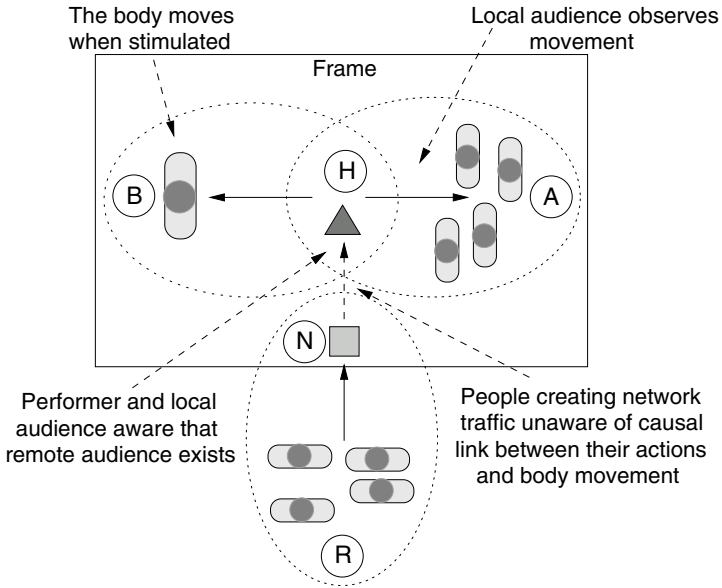 The body moves
when stimulated
Local audience observes
movement
Frame
H
B
A
N
Performer and local
audience aware that
remote audience exists
People creating network
traffic unaware of causal
link between their actions
and body movement
R